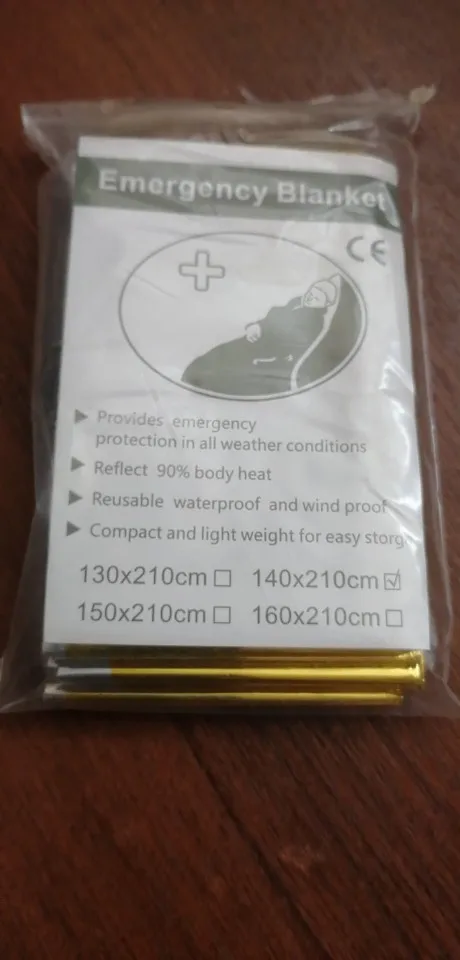 Emergency Blanket
CE
Provides emergency
protection in all weather conditions
Reflect 90% body heat
Reusable waterproof and wind proof
Compact and light weight for easy storg
130x210cm 140x210cm
150x210cm 160x210cm